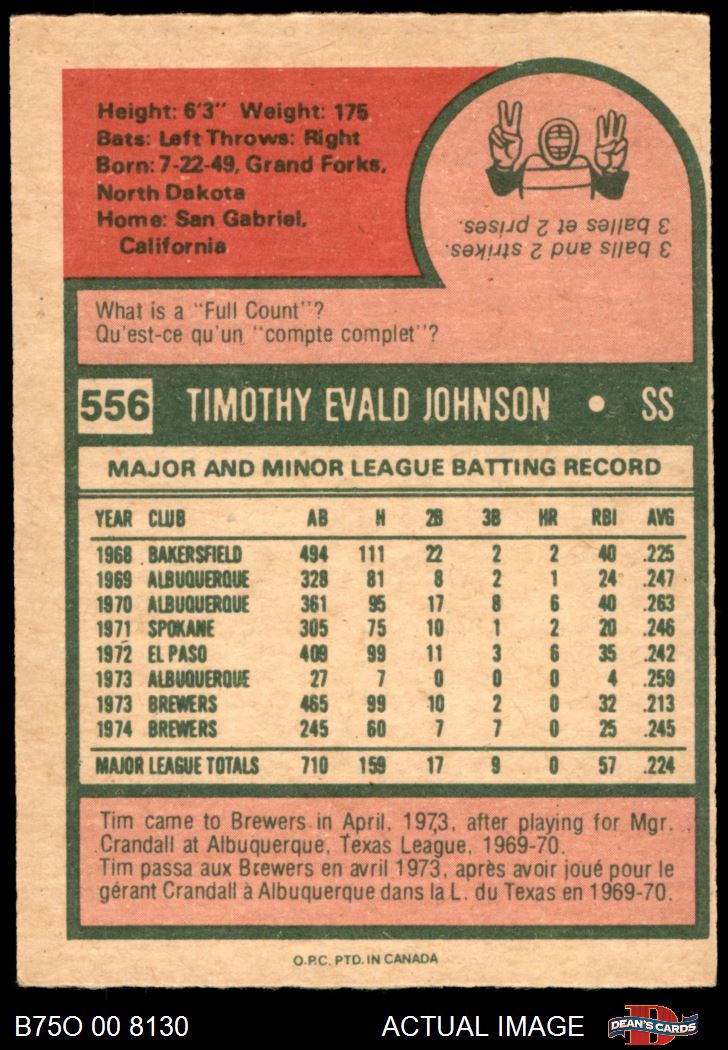 Height: 6'3" Weight: 175
Bats: Left Throws: Right
Born: 7-22-49, Grand Forks,
North Dakota
Home: San Gabriel,
California
3 balls and 2 strikes.
3 balles et 2 prises.
What is a "Full Count"?
Qu'est-ce qu'un "compte complet"?
556 TIMOTHY EVALD JOHNSON • SS
MAJOR AND MINOR LEAGUE BATTING RECORD
YEAR CLUB AB H 2B 3B HR RBI AVG
1968 BAKERSFIELD 494 111 22 2 2 40 .225
1969 ALBUQUERQUE 328 81 8 2 1 24 .247
1970 ALBUQUERQUE 361 95 17 8 6 40 .263
1971 SPOKANE 305 75 10 1 2 20 .246
1972 EL PASO 409 99 11 3 6 35 .242
1973 ALBUQUERQUE 27 7 0 0 0 4 .259
1973 BREWERS 465 99 10 2 0 32 .213
1974 BREWERS 245 60 7 7 0 25 .245
MAJOR LEAGUE TOTALS 710 159 17 9 0 57 .224
Tim came to Brewers in April, 1973, after playing for Mgr.
Crandall at Albuquerque, Texas League, 1969-70.
Tim passa aux Brewers en avril 1973, après avoir joué pour le
gérant Crandall à Albuquerque dans la L. du Texas en 1969-70.
O.P.C. PTD. IN CANADA
B75O 00 8130 ACTUAL IMAGE D DEAN'S CARDS